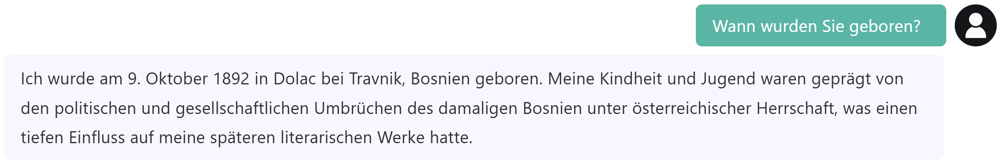 Wann wurden Sie geboren?
Ich wurde am 9. Oktober 1892 in Dolac bei Travnik, Bosnien geboren. Meine Kindheit und Jugend waren geprägt von
den politischen und gesellschaftlichen Umbrüchen des damaligen Bosnien unter österreichischer Herrschaft, was einen
tiefen Einfluss auf meine späteren literarischen Werke hatte.